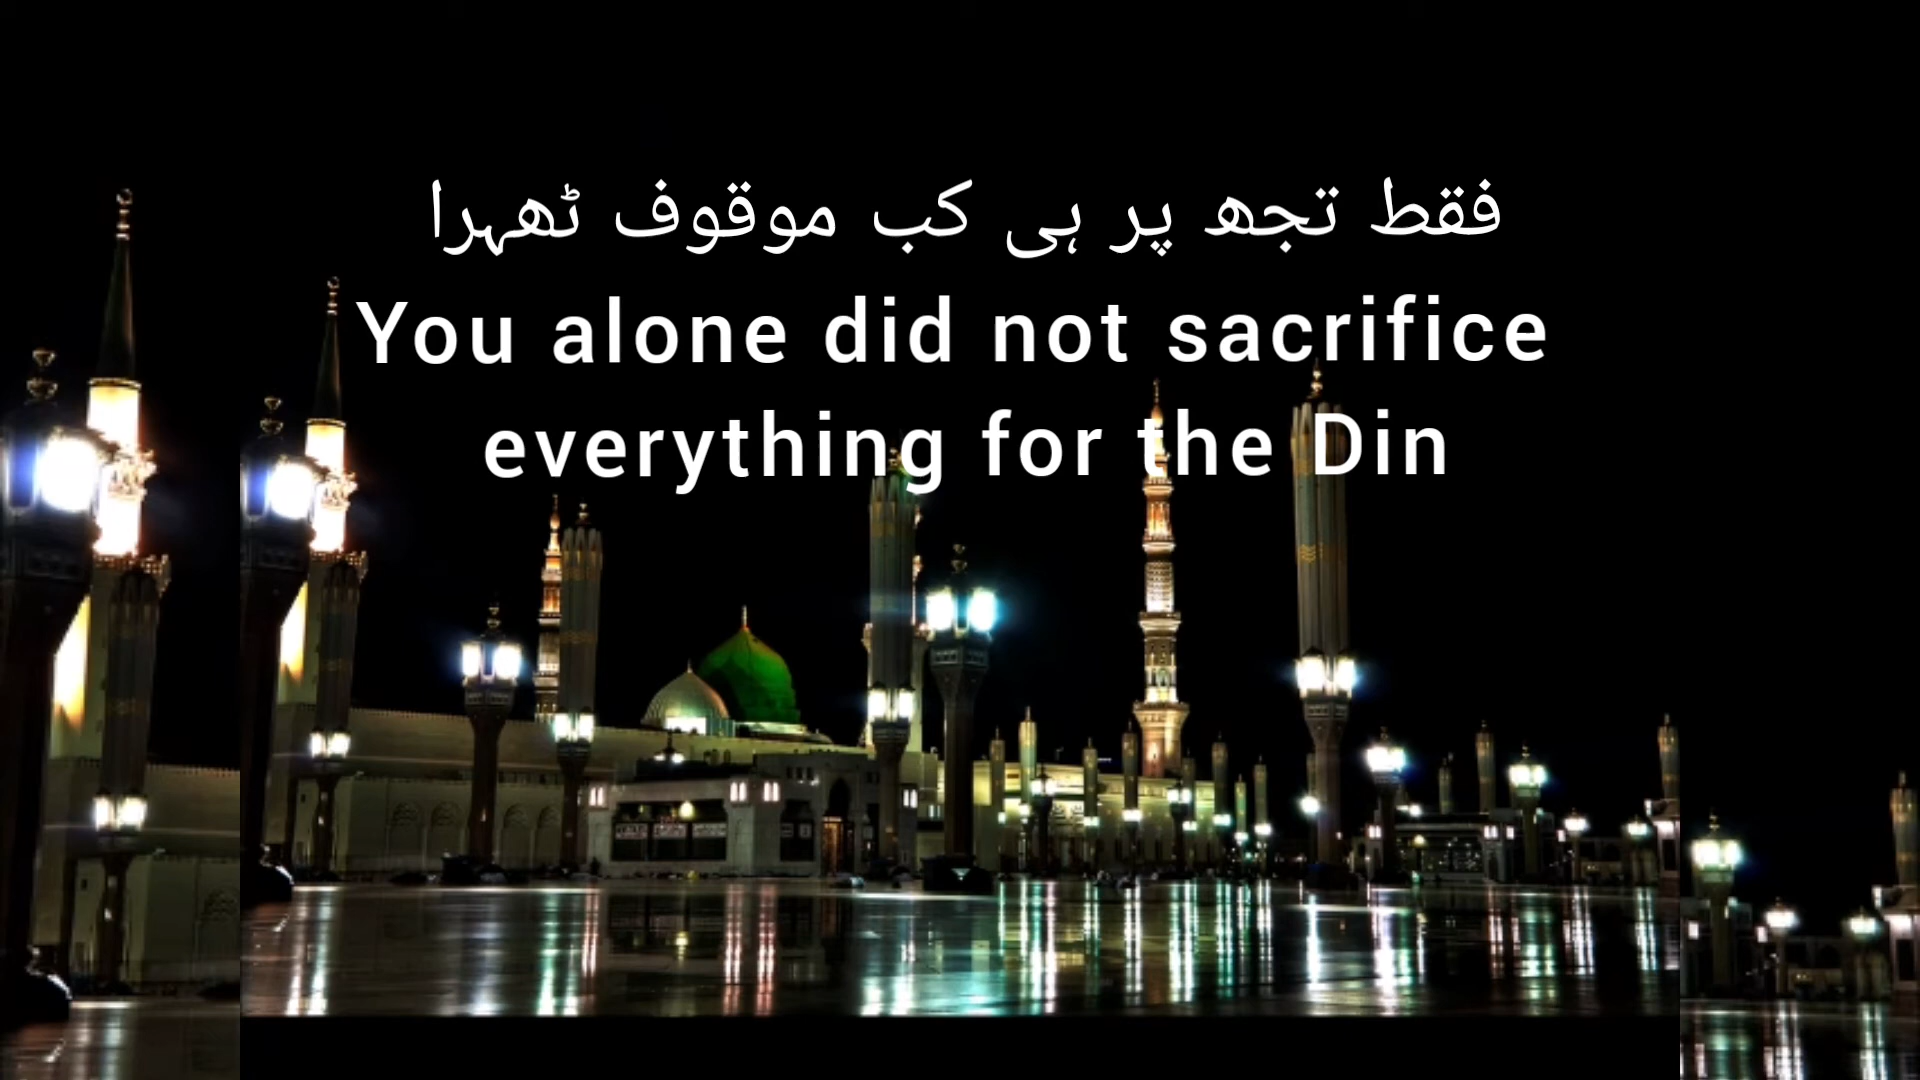 فقط تجھ پر ہی کب موقوف ٹھہرا
You alone did not sacrifice
everything for the Din